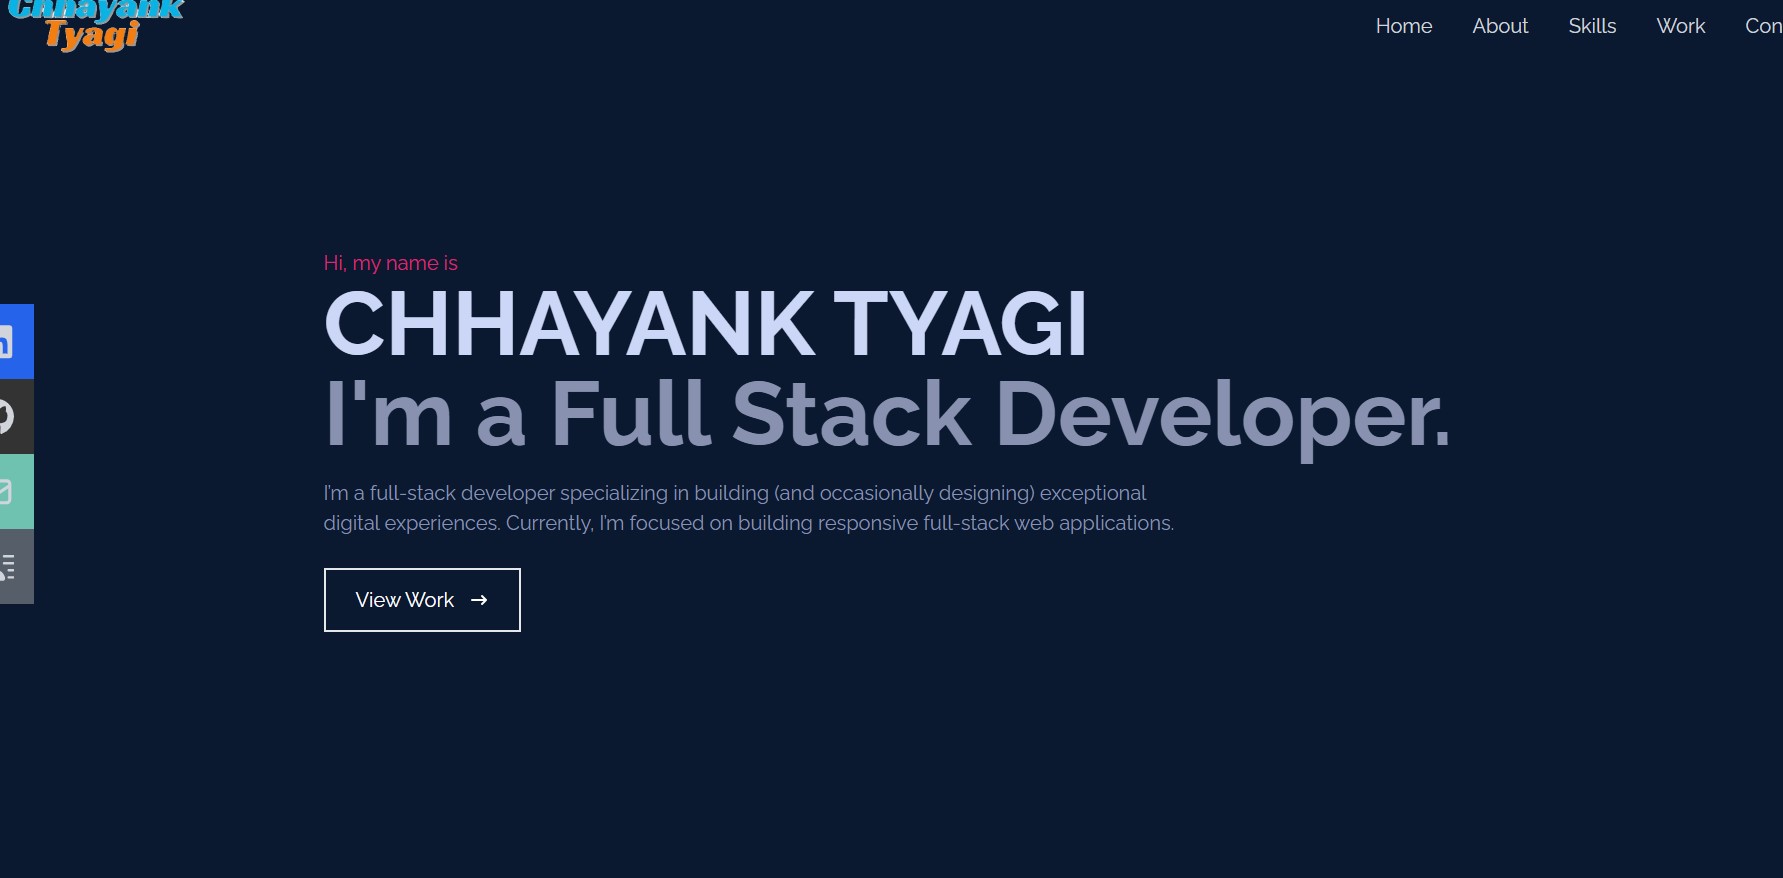 Chhayank
Tyagi
Home About Skills Work Con
Hi, my name is
CHHAYANK TYAGI
I'm a Full Stack Developer.
I'm a full-stack developer specializing in building (and occasionally designing) exceptional
digital experiences. Currently, I'm focused on building responsive full-stack web applications.
View Work →